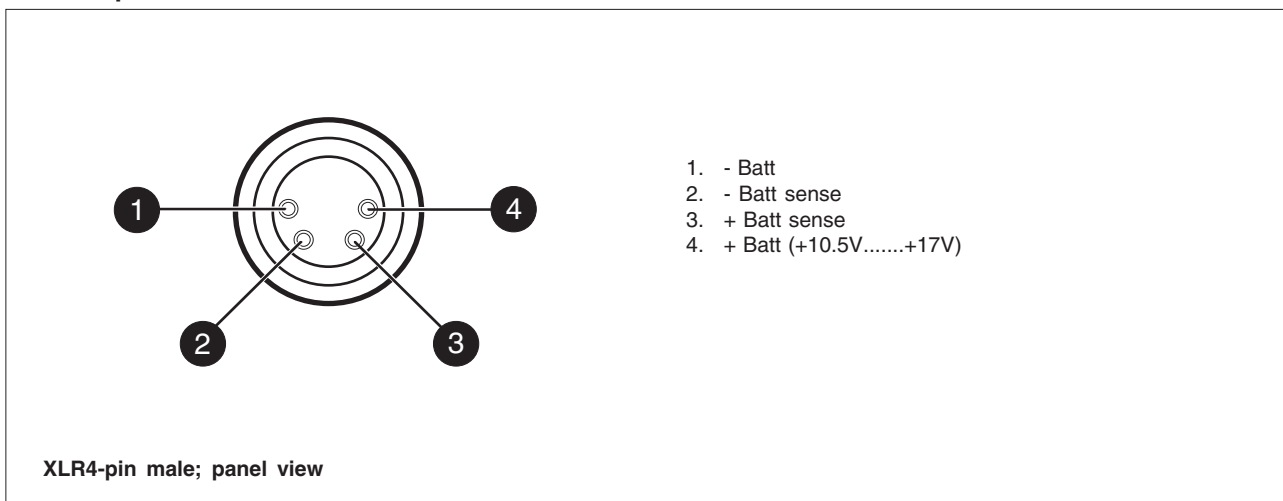 1
4
2
3
1. - Batt
2. - Batt sense
3. + Batt sense
4. + Batt (+10.5V.......+17V)
XLR4-pin male; panel view